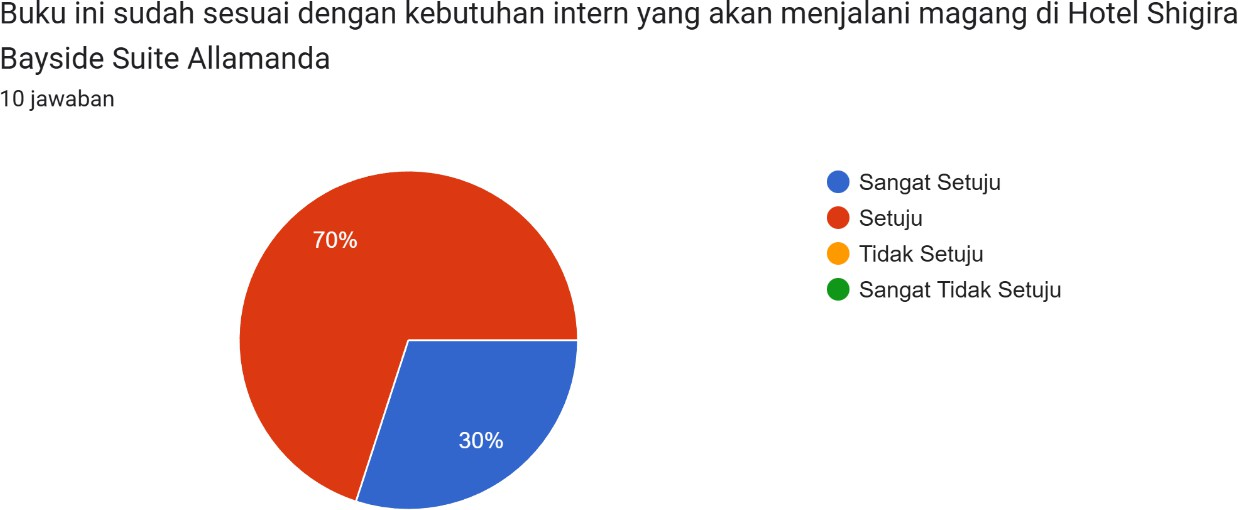 Buku ini sudah sesuai dengan kebutuhan intern yang akan menjalani magang di Hotel Shigira
Bayside Suite Allamanda
10 jawaban
70%
30%
Sangat Setuju
Setuju
Tidak Setuju
Sangat Tidak Setuju